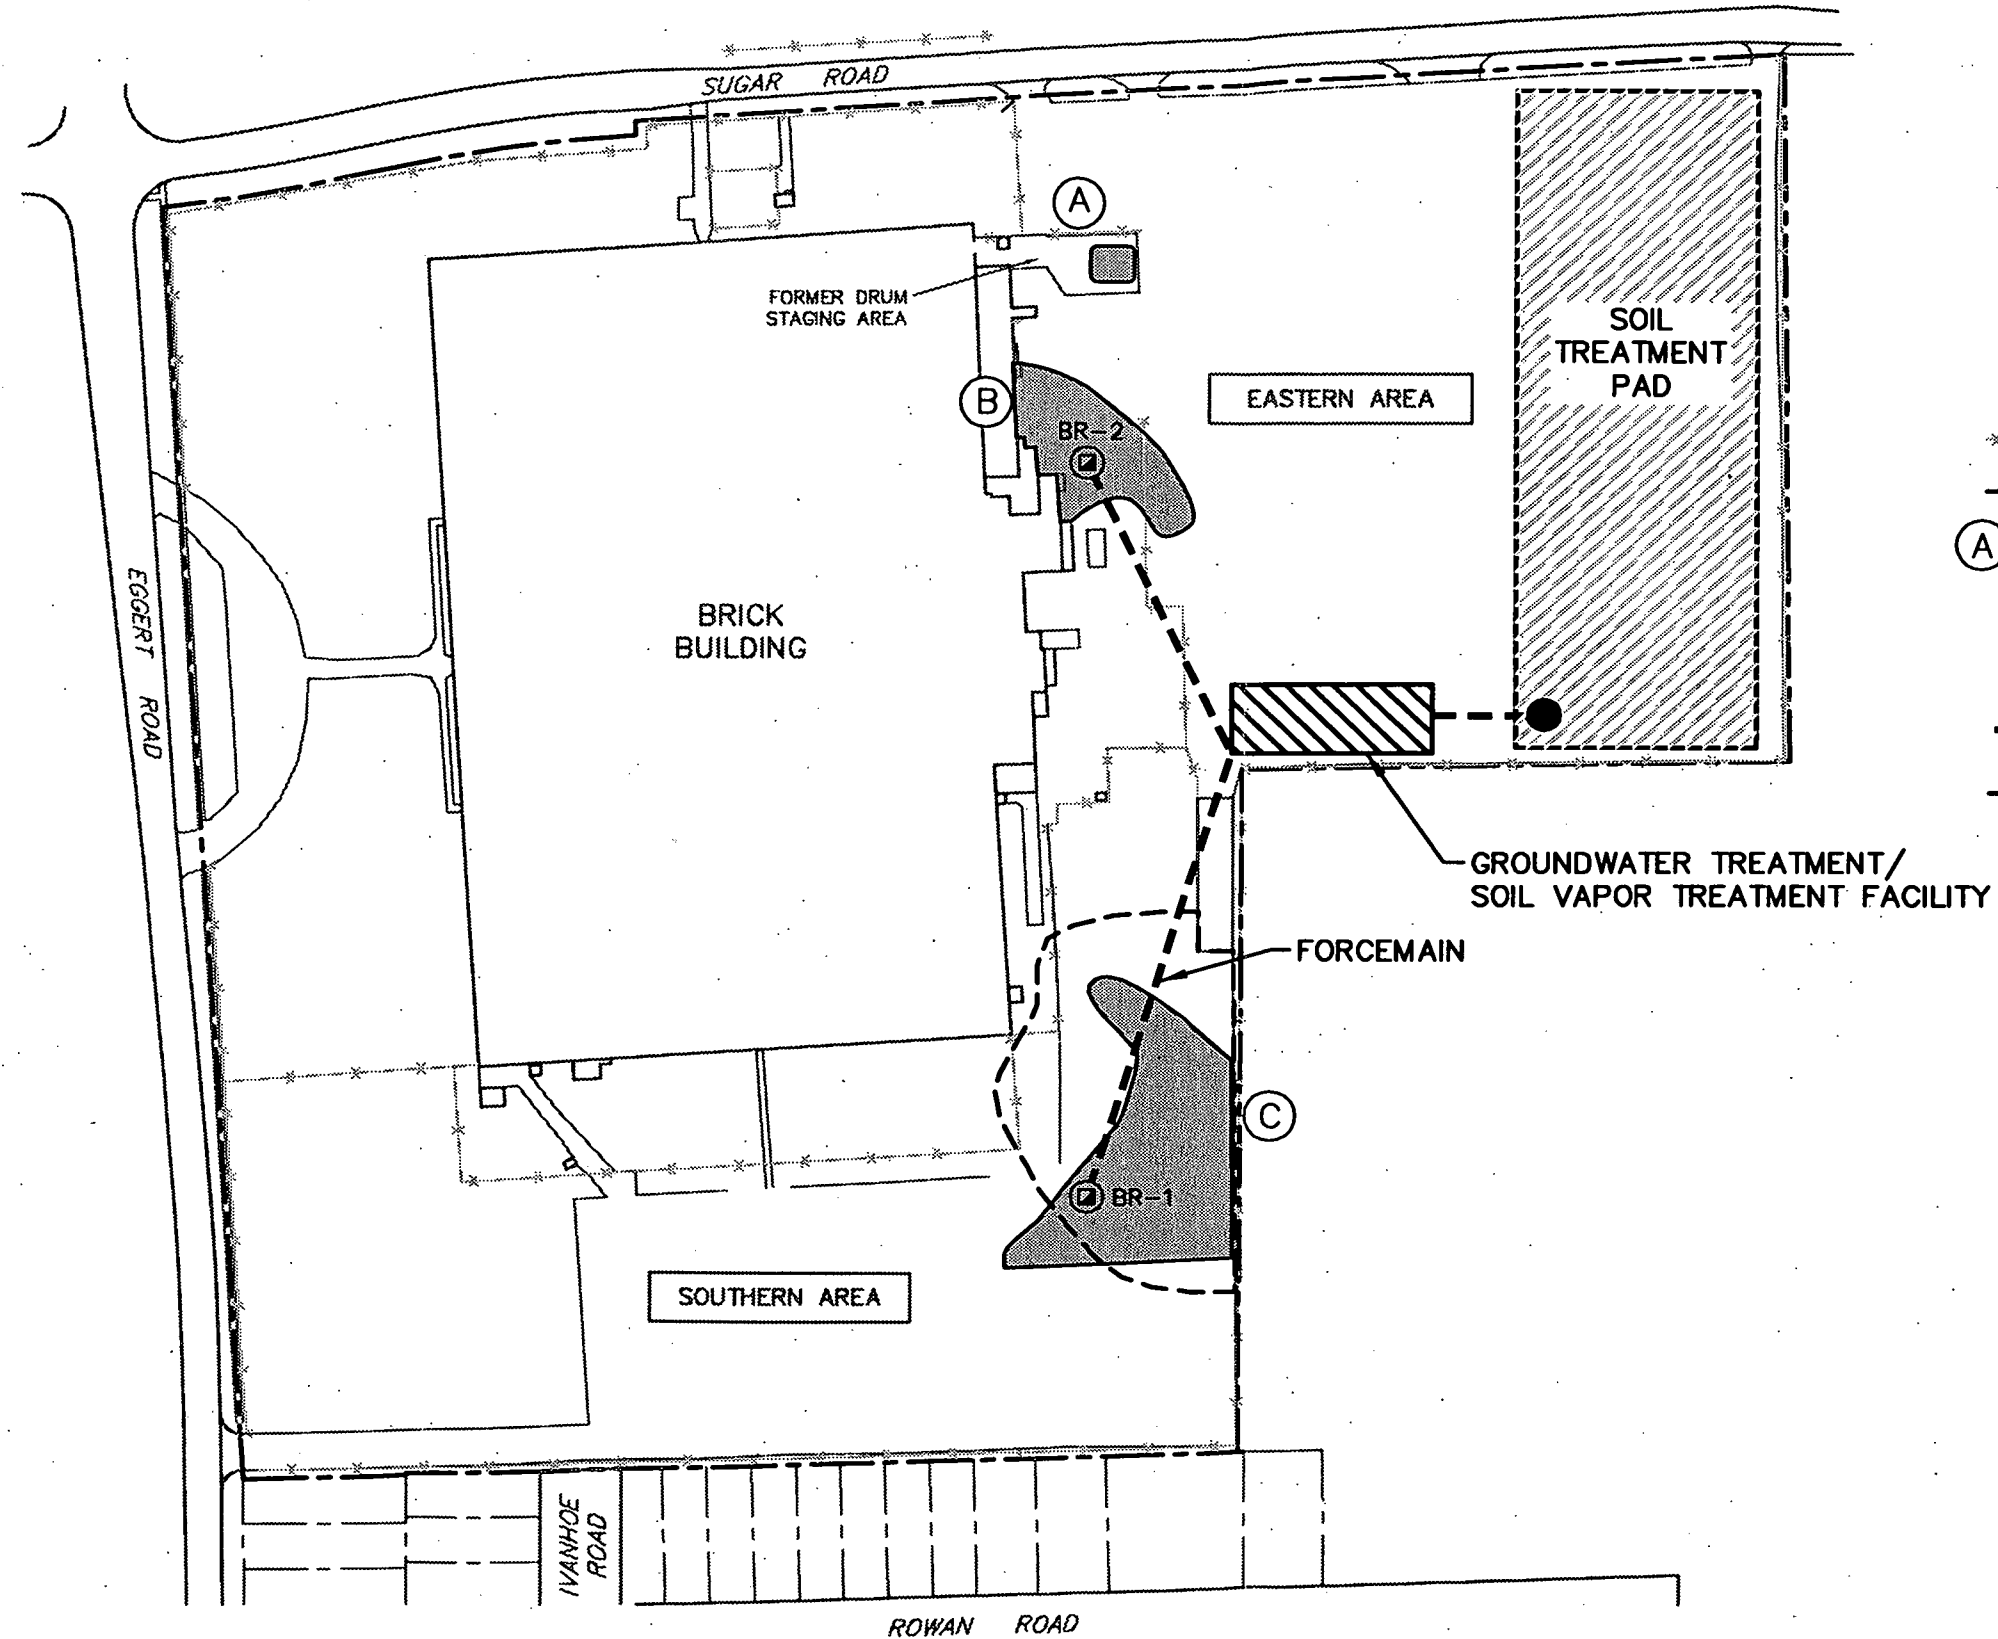 SUGAR ROAD
A
FORMER DRUM
STAGING AREA
SOIL
TREATMENT
PAD
B
EASTERN AREA
BR-2
A
EGGERT ROAD
BRICK
BUILDING
GROUNDWATER TREATMENT/
SOIL VAPOR TREATMENT FACILITY
FORCEMAIN
C
BR-1
SOUTHERN AREA
IVANHOE
ROAD
ROWAN ROAD